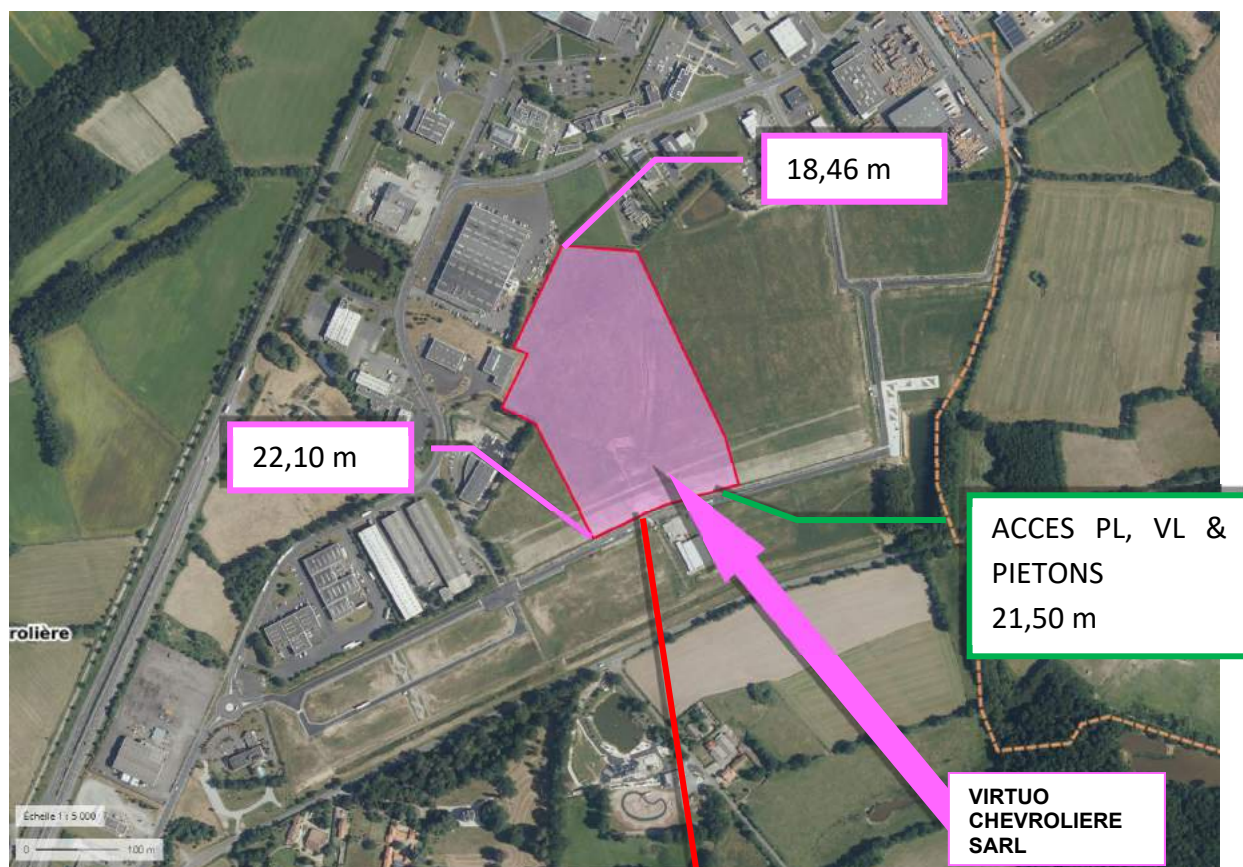 18,46 m
22,10 m
ACCES PL, VL &
PIETONS
21,50 m
rolière
VIRTUO
CHEVROLIERE
SARL
Échelle 1 : 5 000
0 100 m